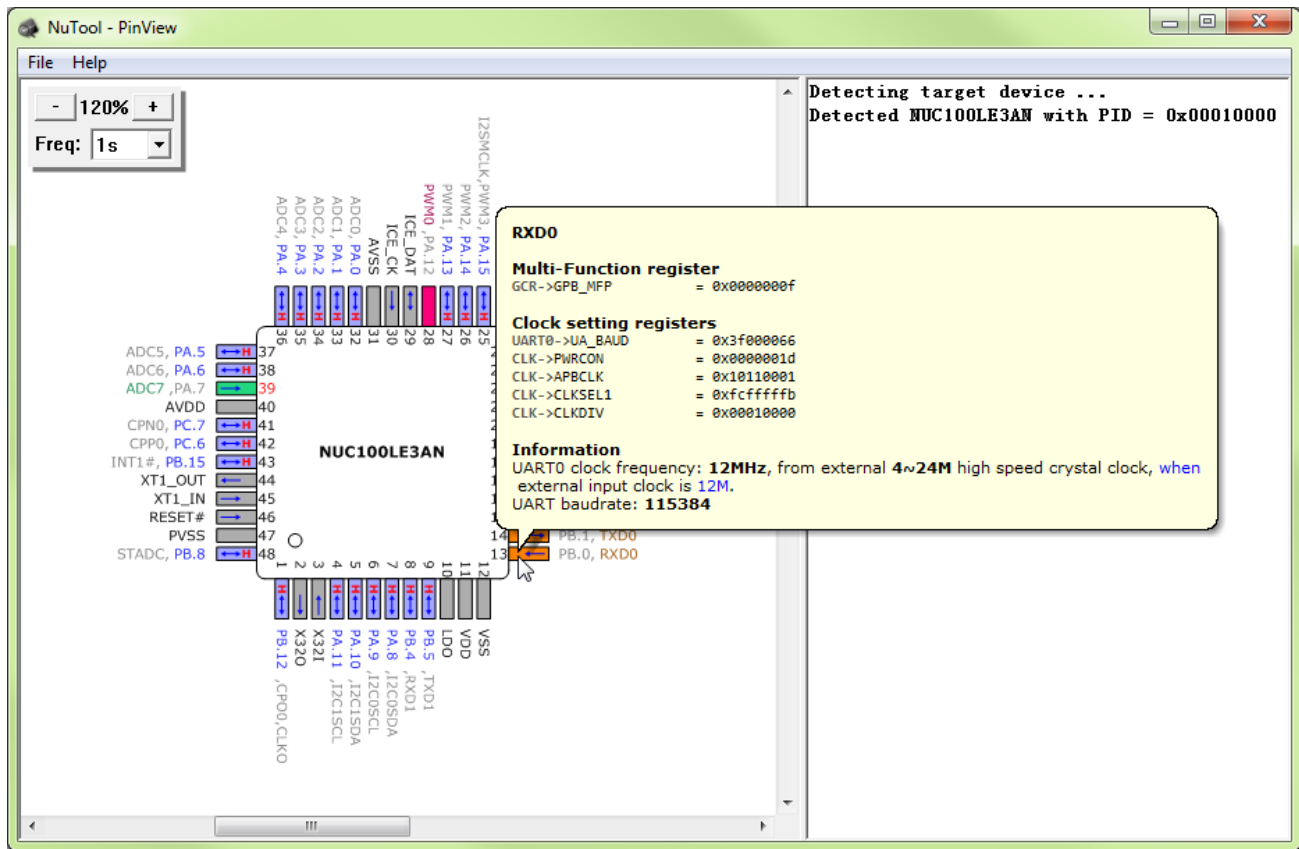 NuTool - PinView
File Help
- 120% +
Freq: 1s
Detecting target device ...
Detected NUC100LE3AN with PID = 0x00010000
ADC4, PA.4
ADC3, PA.3
ADC2, PA.2
ADC1, PA.1
ADC0, PA.0
AVSS
ICE_CK
ICE_DAT
PWM0 ,PA.12
PWM1, PA.13
PWM2, PA.14
I2SMCLK,PWM3, PA.15
H H H H H H H H
36 35 34 33 32 31 30 29 28 27 26 25
ADC5, PA.5 H 37
ADC6, PA.6 H 38
ADC7 ,PA.7 39
AVDD 40
CPN0, PC.7 H 41
CPP0, PC.6 H 42
INT1#, PB.15 H 43
XT1_OUT 44
XT1_IN 45
RESET# 46
PVSS 47
STADC, PB.8 H 48
NUC100LE3AN
RXD0
Multi-Function register
GCR->GPB_MFP = 0x0000000f
Clock setting registers
UART0->UA_BAUD = 0x3f000066
CLK->PWRCON = 0x0000001d
CLK->APBCLK = 0x10110001
CLK->CLKSEL1 = 0xfcfffffb
CLK->CLKDIV = 0x00010000
Information
UART0 clock frequency: 12MHz, from external 4~24M high speed crystal clock, when
external input clock is 12M.
UART baudrate: 115384
14 PB.1, TXD0
13 PB.0, RXD0
1 2 3 4 5 6 7 8 9 10 11 12
H H H H H H H
PB.12 ,CPO0,CLKO
X32O
X32I
PA.11 ,I2C1SCL
PA.10 ,I2C1SDA
PA.9 ,I2C0SCL
PA.8 ,I2C0SDA
PB.4 ,RXD1
PB.5 ,TXD1
LDO
VDD
VSS